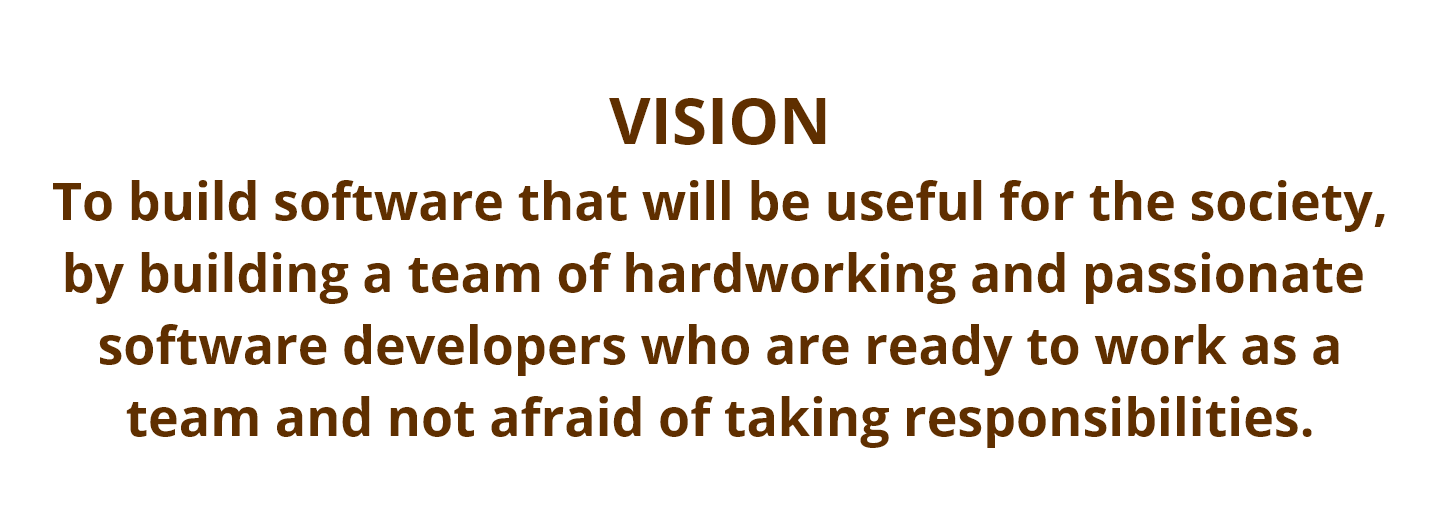 VISION
To build software that will be useful for the society,
by building a team of hardworking and passionate
software developers who are ready to work as a
team and not afraid of taking responsibilities.